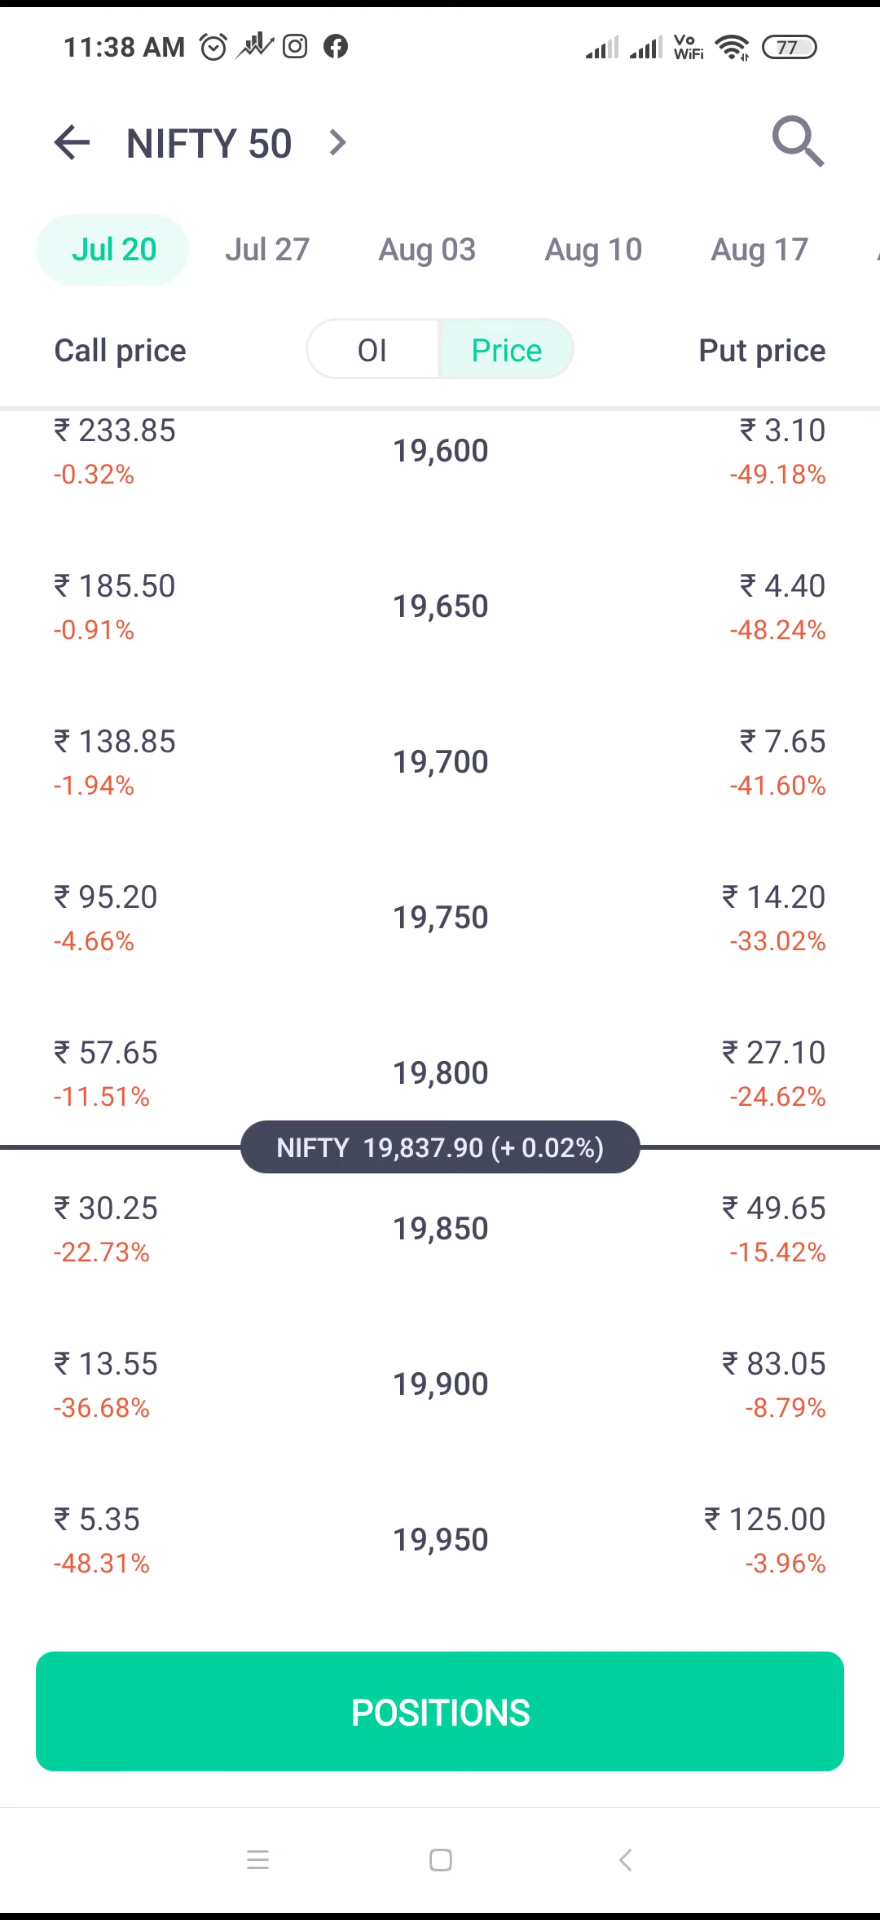 11:38 AM Vo WiFi 77
NIFTY 50
Jul 20 Jul 27 Aug 03 Aug 10 Aug 17
Call price OI Price Put price
₹ 233.85 19,600 ₹ 3.10
-0.32% -49.18%
₹ 185.50 19,650 ₹ 4.40
-0.91% -48.24%
₹ 138.85 19,700 ₹ 7.65
-1.94% -41.60%
₹ 95.20 19,750 ₹ 14.20
-4.66% -33.02%
₹ 57.65 19,800 ₹ 27.10
-11.51% -24.62%
NIFTY 19,837.90 (+ 0.02%)
₹ 30.25 19,850 ₹ 49.65
-22.73% -15.42%
₹ 13.55 19,900 ₹ 83.05
-36.68% -8.79%
₹ 5.35 19,950 ₹ 125.00
-48.31% -3.96%
POSITIONS